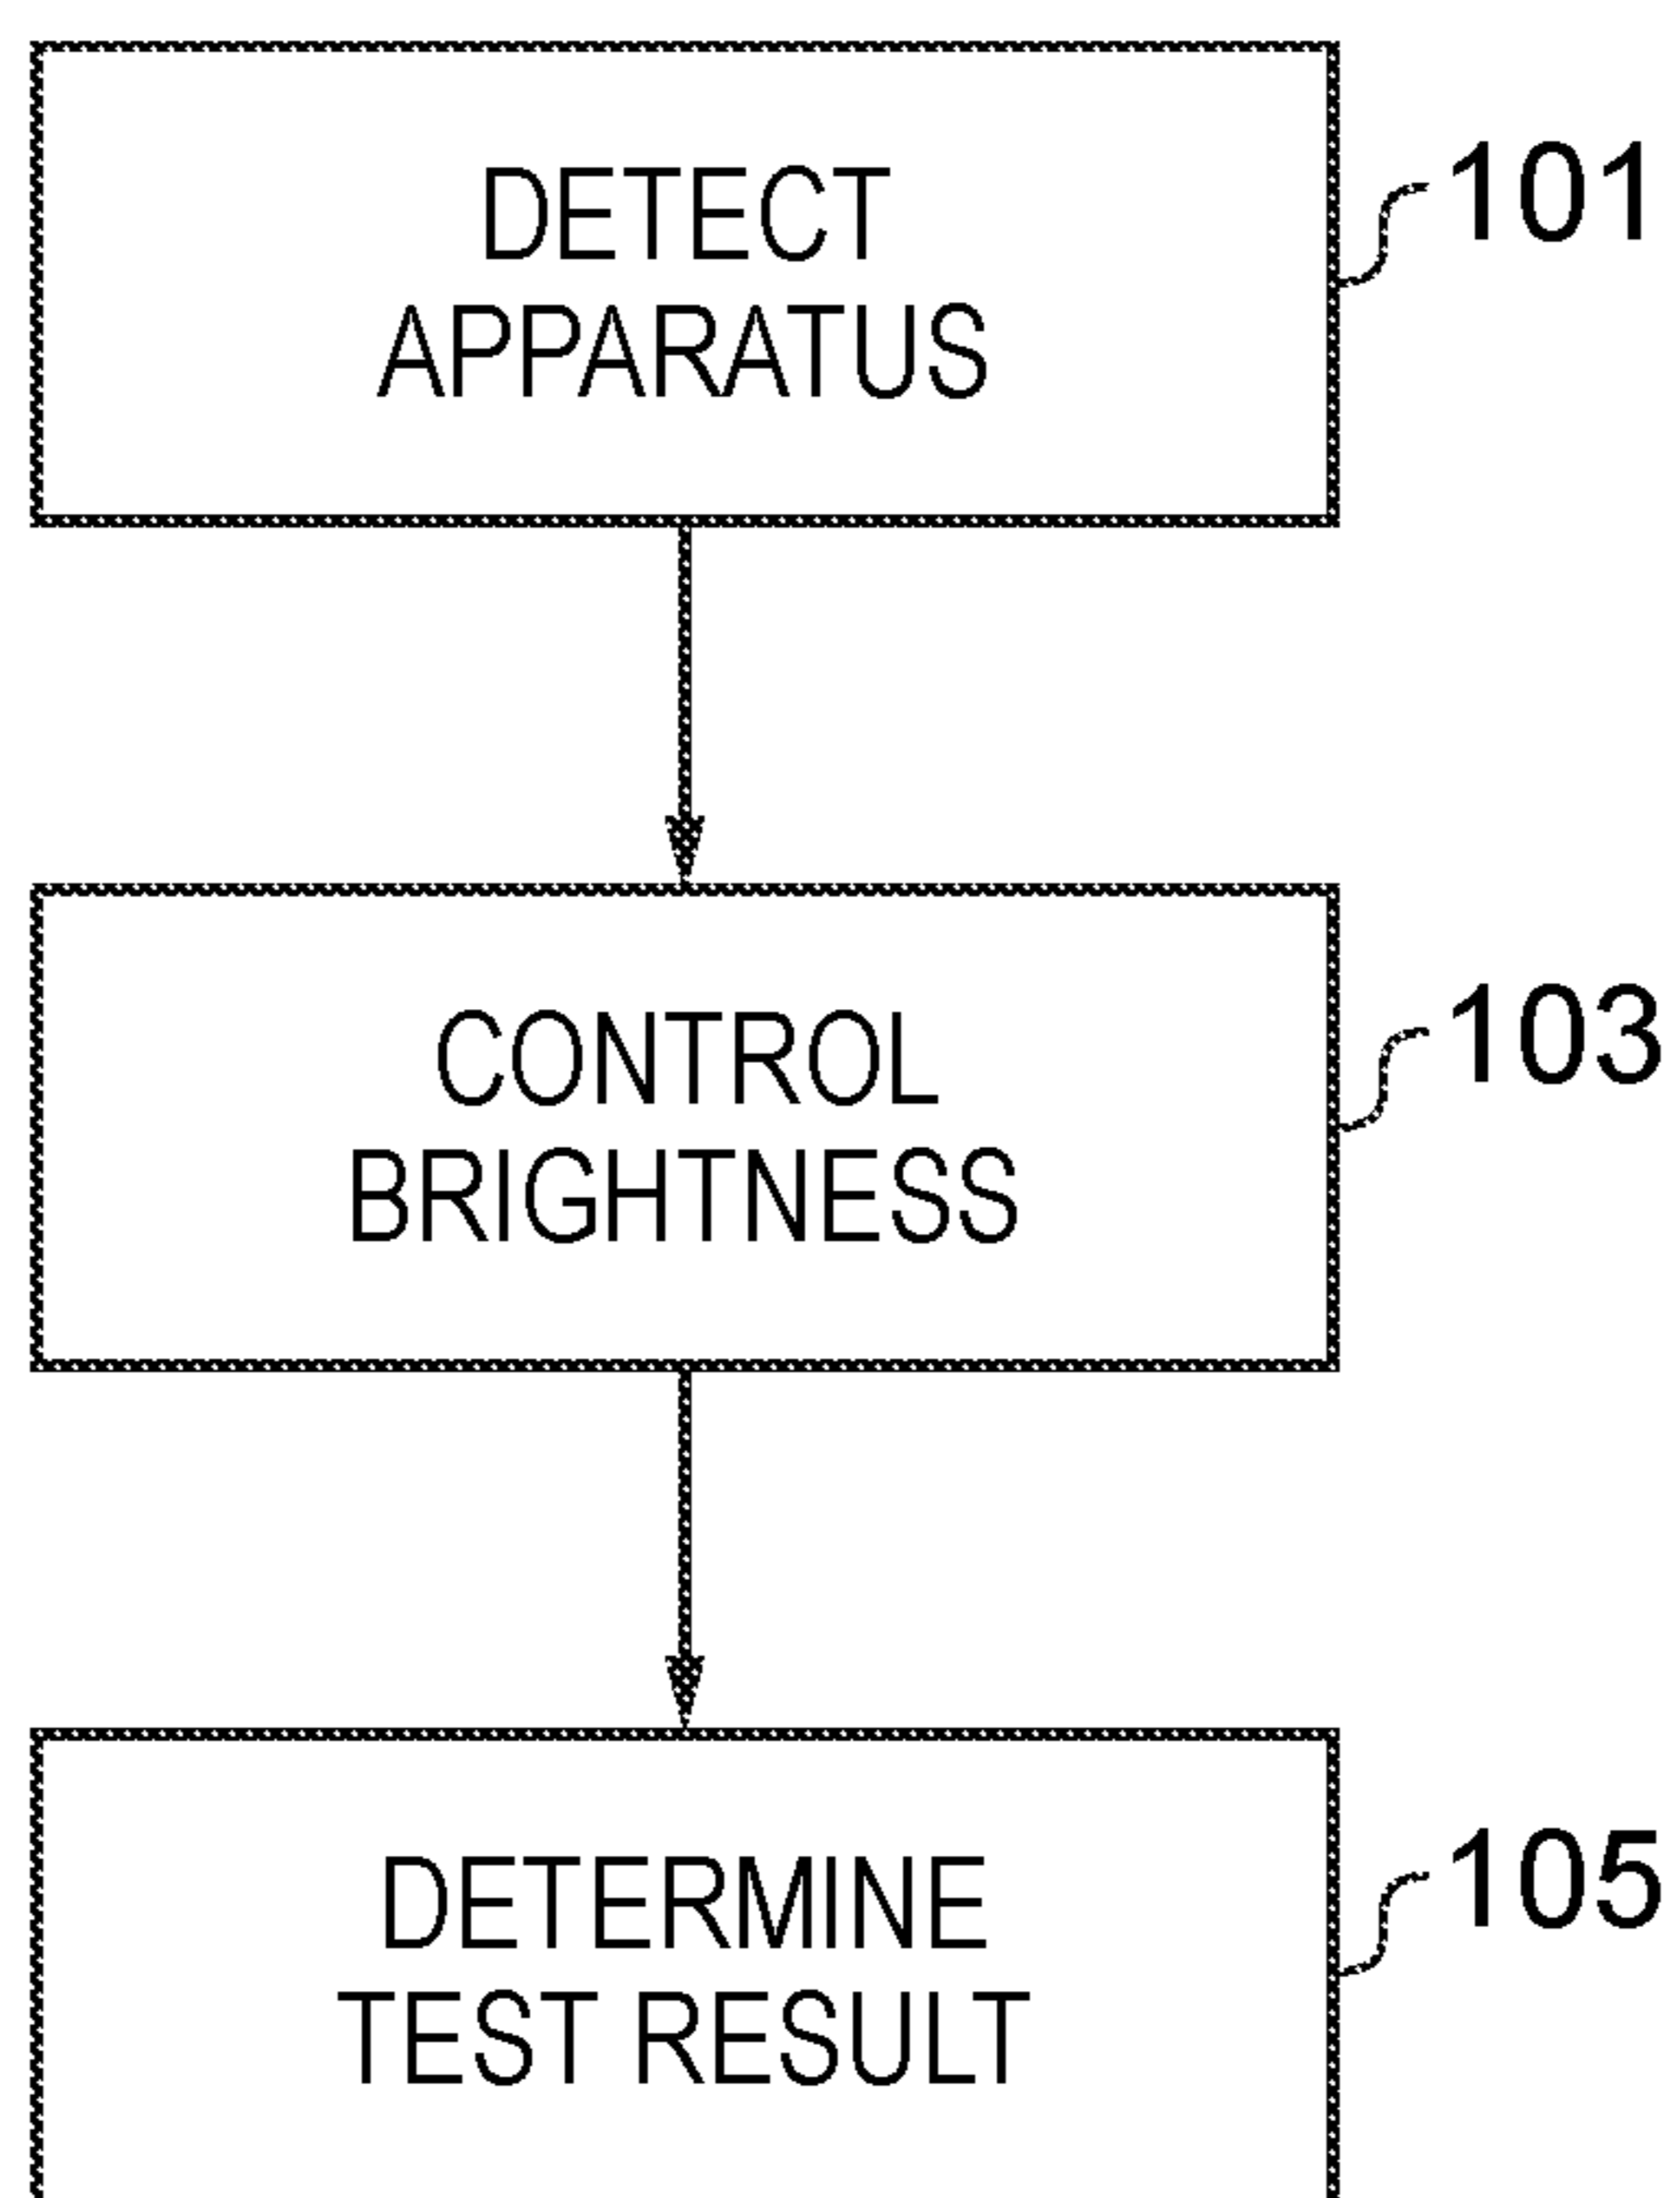 DETECT
APPARATUS
101
CONTROL
BRIGHTNESS
103
DETERMINE
TEST RESULT
105